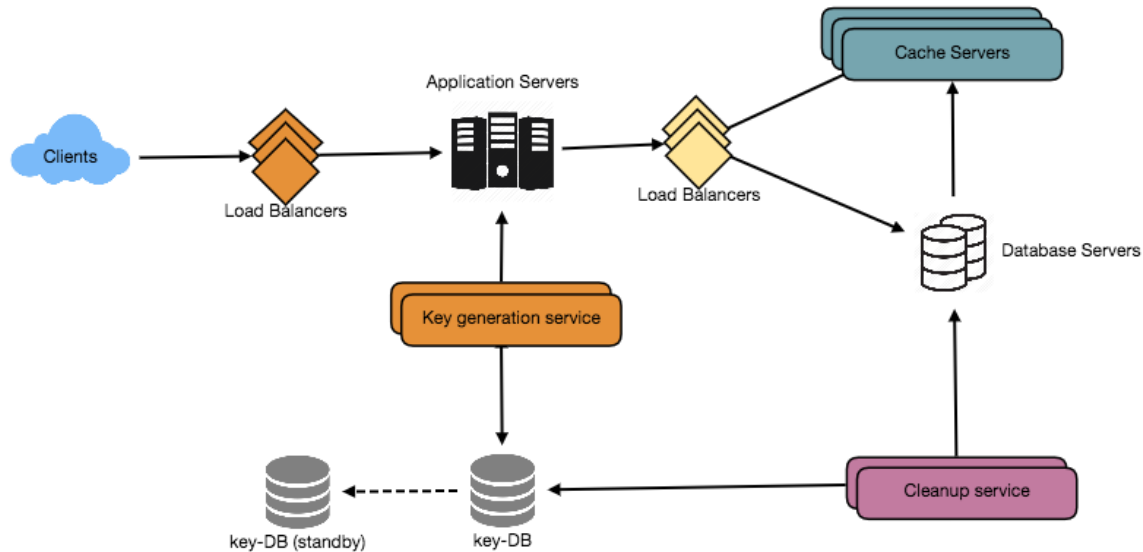 Cache Servers
Application Servers
Clients
Load Balancers
Load Balancers
Database Servers
Key generation service
Cleanup service
key-DB (standby)
key-DB